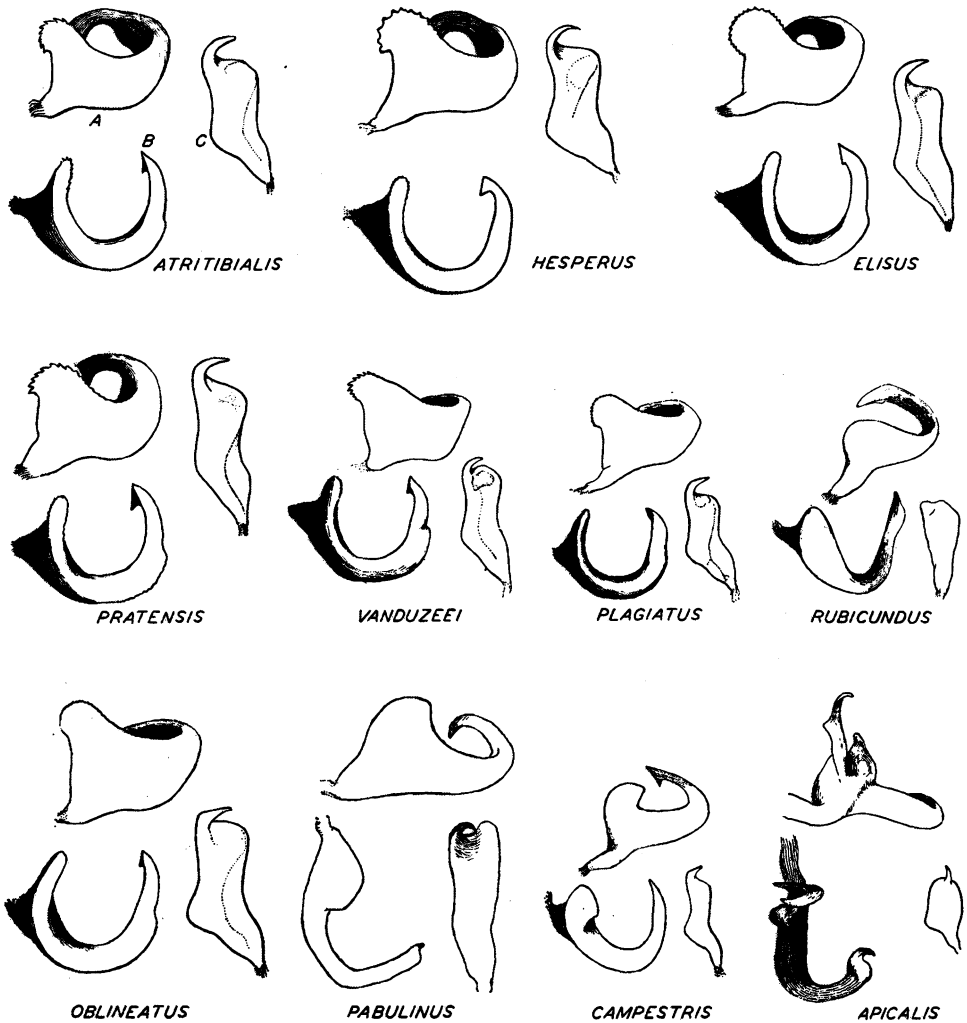 A
B
C
ATRITIBIALIS
HESPERUS
ELISUS
PRATENSIS
VANDUZEEI
PLAGIATUS
RUBICUNDUS
OBLINEATUS
PABULINUS
CAMPESTRIS
APICALIS